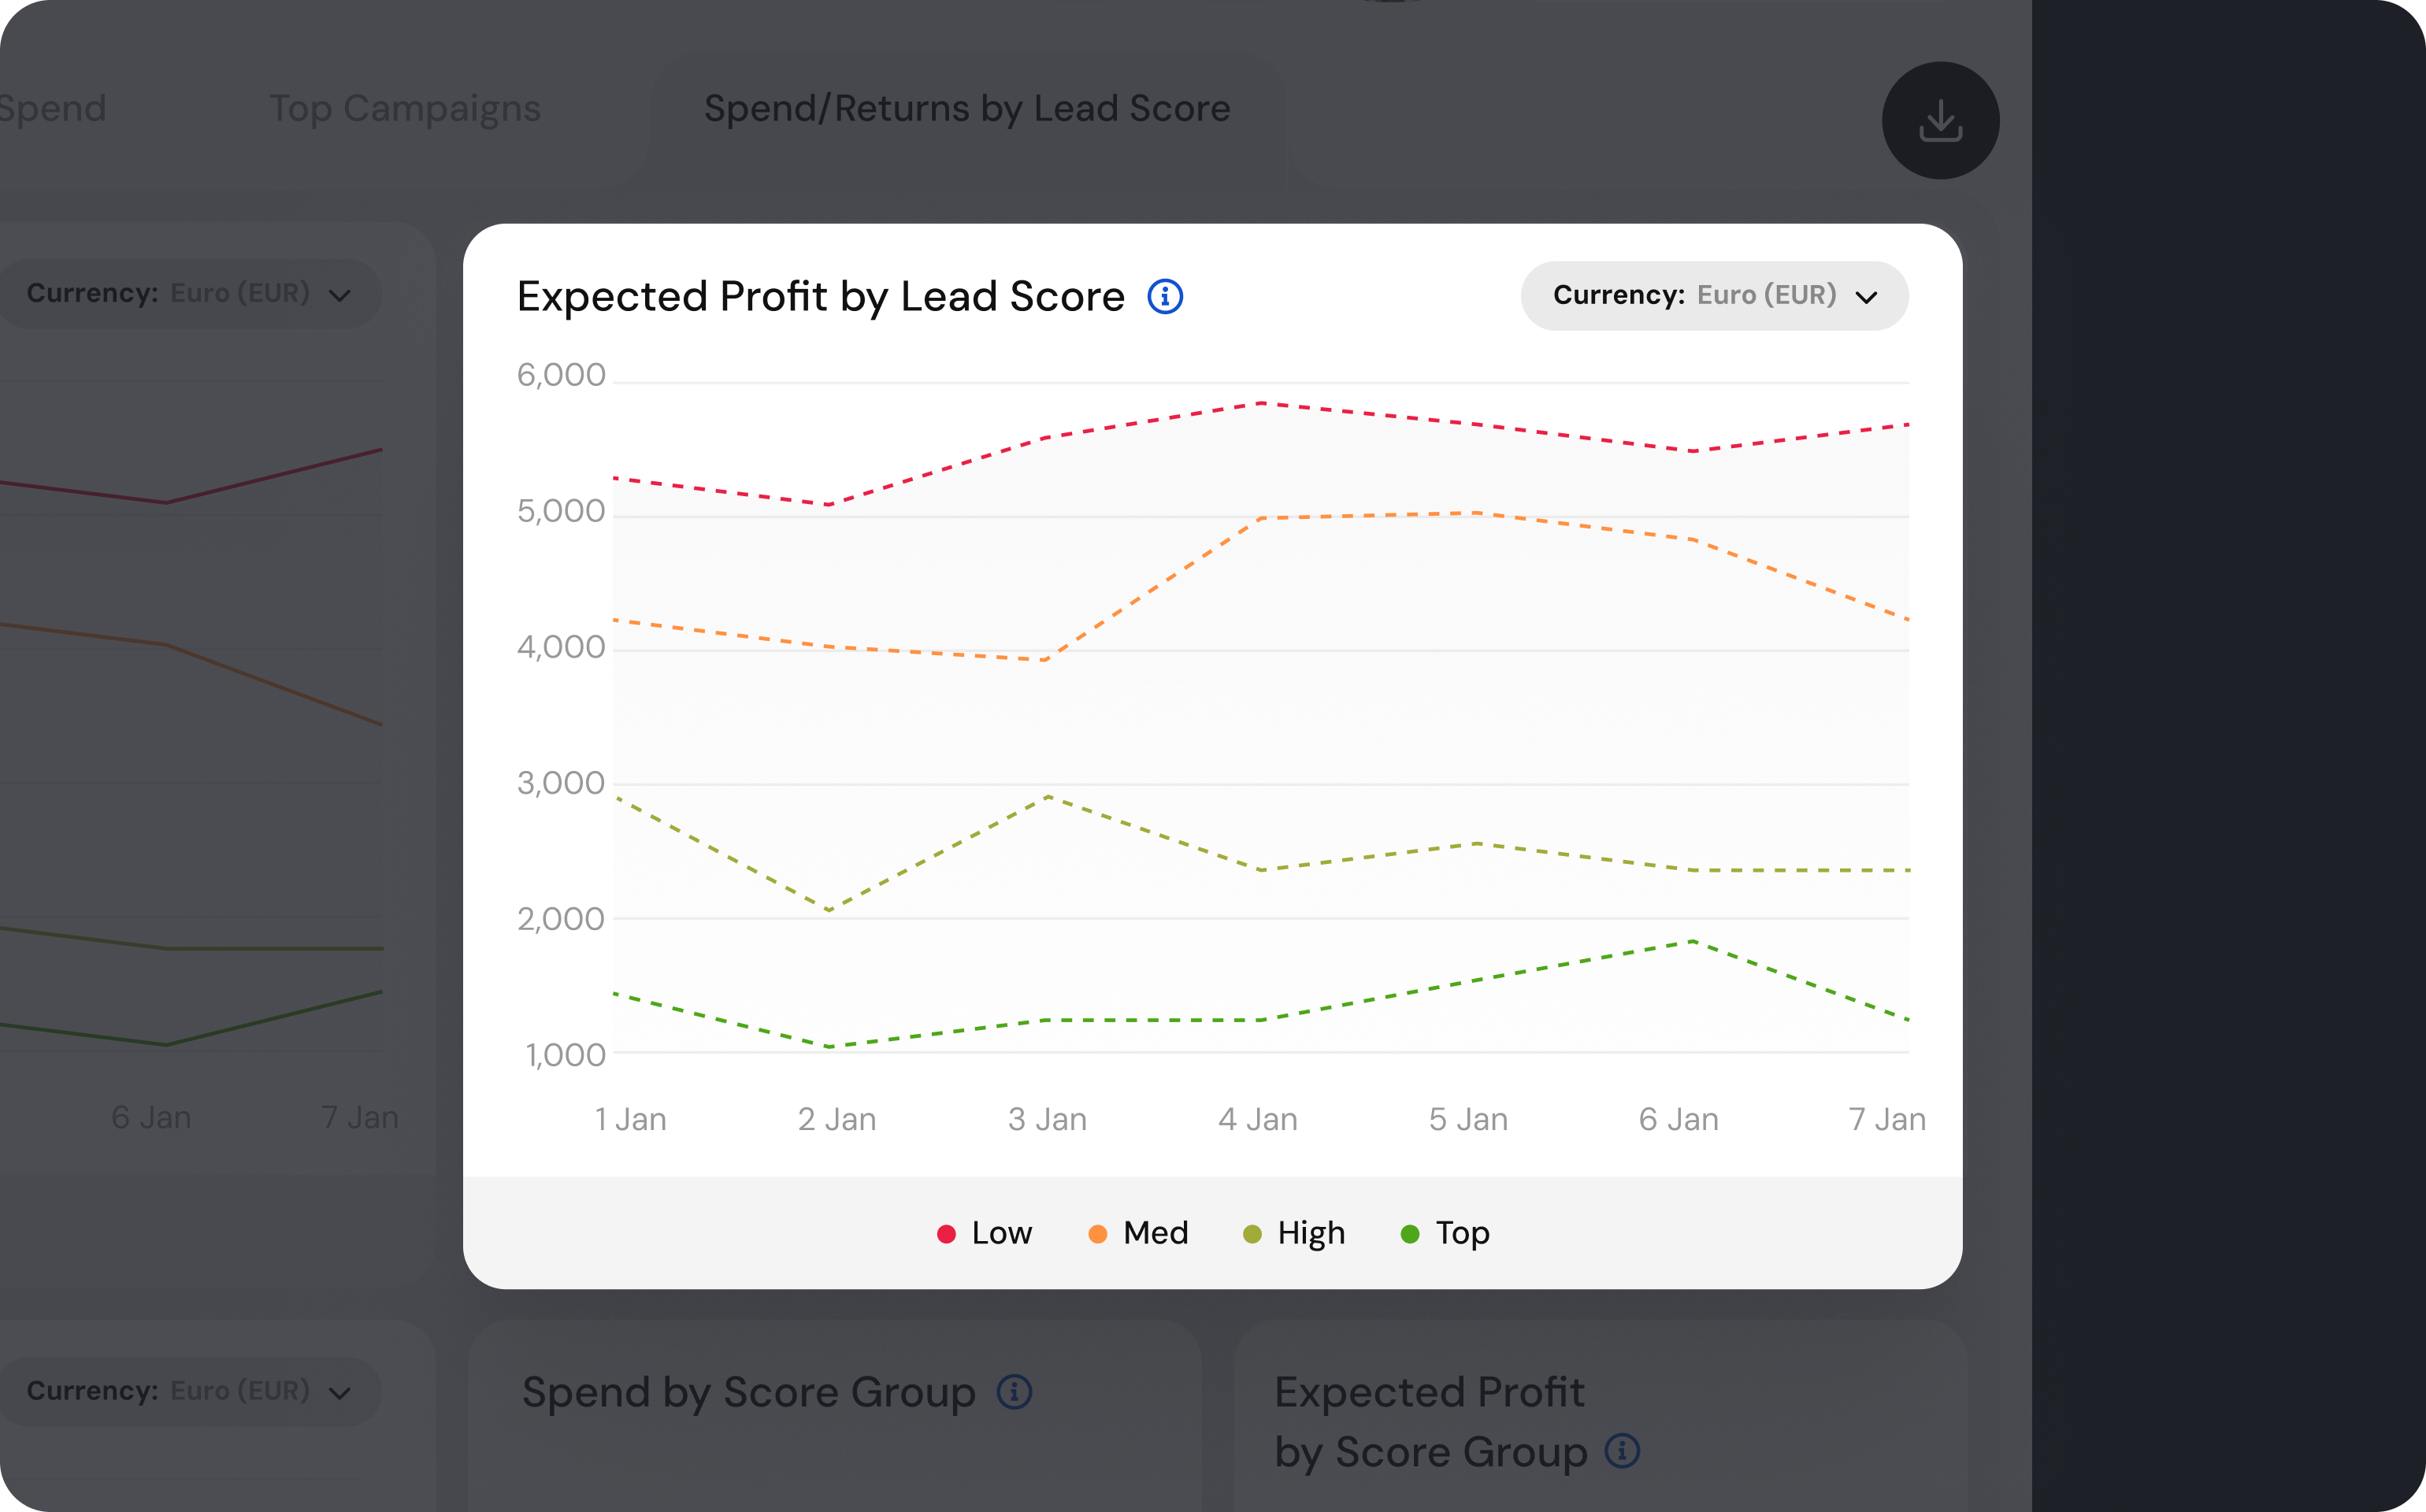 Spend
Top Campaigns
Spend/Returns by Lead Score
Currency: Euro (EUR)
6 Jan
7 Jan
Expected Profit by Lead Score
Currency: Euro (EUR)
6,000
5,000
4,000
3,000
2,000
1,000
1 Jan
2 Jan
3 Jan
4 Jan
5 Jan
6 Jan
7 Jan
Low
Med
High
Top
Currency: Euro (EUR)
Spend by Score Group
Expected Profit
by Score Group